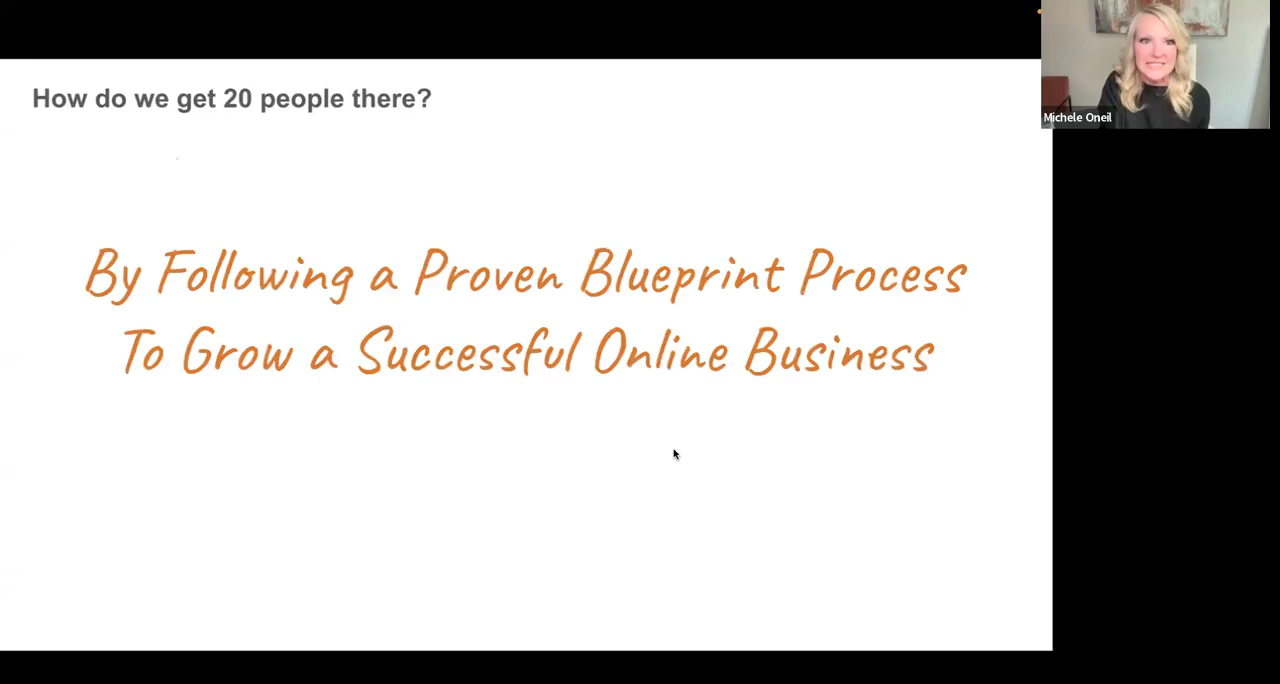 How do we get 20 people there?
Michele Oneil
By Following a Proven Blueprint Process
To Grow a Successful Online Business